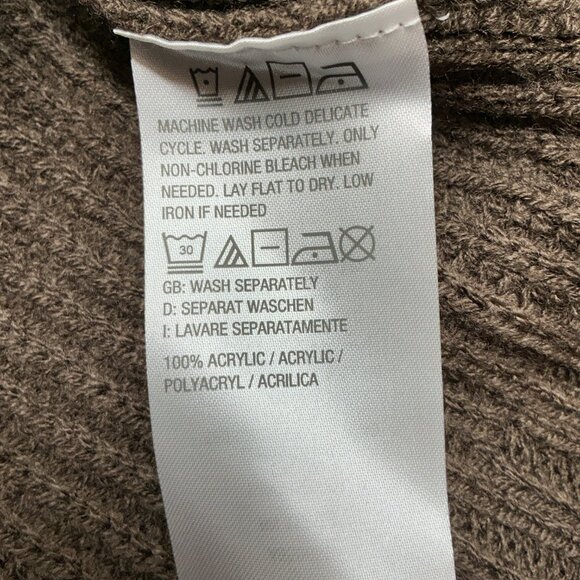 MACHINE WASH COLD DELICATE
CYCLE. WASH SEPARATELY. ONLY
NON-CHLORINE BLEACH WHEN
NEEDED. LAY FLAT TO DRY. LOW
IRON IF NEEDED
30
GB: WASH SEPARATELY
D: SEPARAT WASCHEN
I: LAVARE SEPARATAMENTE
100% ACRYLIC / ACRYLIC /
POLYACRYL / ACRILICA